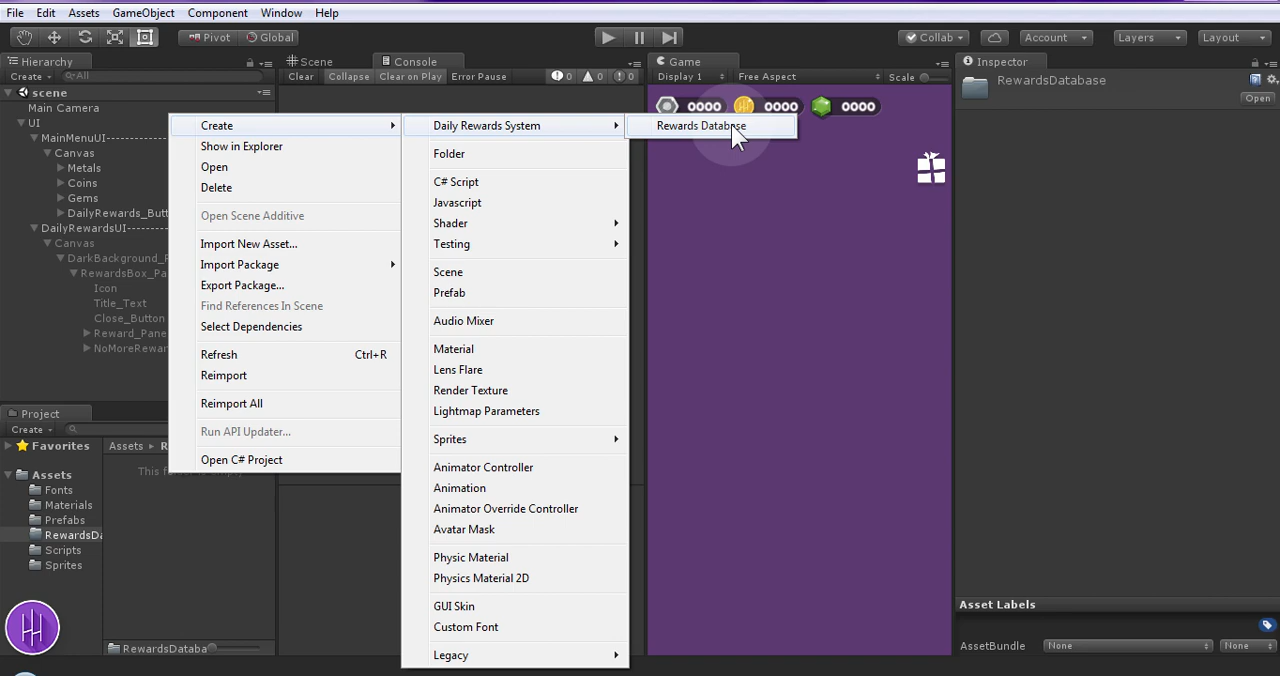 File Edit Assets GameObject Component Window Help
Pivot Global Collab Account Layers Layout
Hierarchy
Create All
scene
Main Camera
UI
MainMenuUI-------------
Canvas
Metals
Coins
Gems
DailyRewards_Butt
DailyRewardsUI----------
Canvas
DarkBackground_P
RewardsBox_Pa
Icon
Title_Text
Close_Button
Reward_Pane
NoMoreRewar
Scene Console
Clear Collapse Clear on Play Error Pause 0 0 0
Game
Display 1 Free Aspect Scale
0000 0000 0000
Inspector
RewardsDatabase
Open
Create
Show in Explorer
Open
Delete
Open Scene Additive
Import New Asset...
Import Package
Export Package...
Find References In Scene
Select Dependencies
Refresh Ctrl+R
Reimport
Reimport All
Run API Updater...
Open C# Project
Daily Rewards System
Folder
C# Script
Javascript
Shader
Testing
Scene
Prefab
Audio Mixer
Material
Lens Flare
Render Texture
Lightmap Parameters
Sprites
Animator Controller
Animation
Animator Override Controller
Avatar Mask
Physic Material
Physics Material 2D
GUI Skin
Custom Font
Legacy
Rewards Database
Project
Create
Favorites
Assets
Fonts
Materials
Prefabs
RewardsDa
Scripts
Sprites
Assets R
This fo
RewardsDataba
Asset Labels
AssetBundle None None